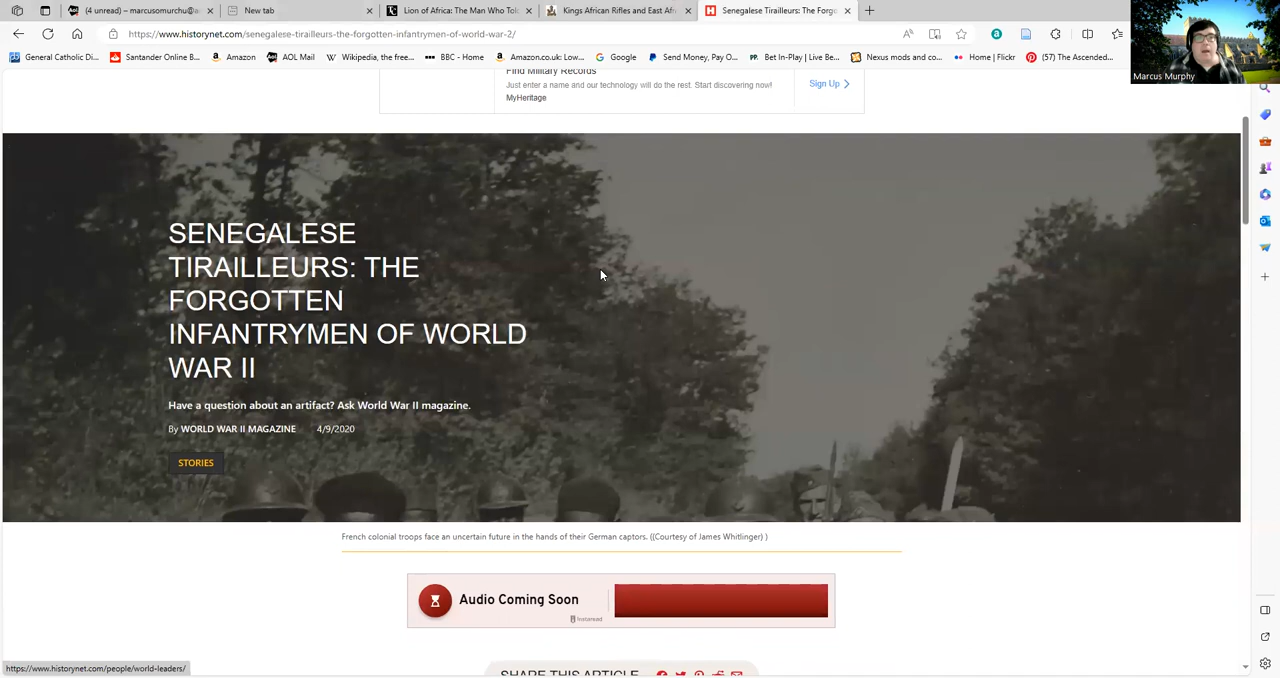 (4 unread) – marcusomurchu@a
New tab
Lion of Africa: The Man Who Tol
Kings African Rifles and East Afr
Senegalese Tirailleurs: The Forg
https://www.historynet.com/senegalese-tirailleurs-the-forgotten-infantrymen-of-world-war-2/
General Catholic Di...
Santander Online B...
Amazon
AOL Mail
Wikipedia, the free...
BBC - Home
Amazon.co.uk: Low...
Google
Send Money, Pay O...
Bet In-Play | Live Be...
Nexus mods and co...
Home | Flickr
(57) The Ascended...
Marcus Murphy
Find Military Records
Just enter a name and our technology will do the rest. Start discovering now!
MyHeritage
Sign Up
SENEGALESE
TIRAILLEURS: THE
FORGOTTEN
INFANTRYMEN OF WORLD
WAR II
Have a question about an artifact? Ask World War II magazine.
By WORLD WAR II MAGAZINE 4/9/2020
STORIES
French colonial troops face an uncertain future in the hands of their German captors. ((Courtesy of James Whitlinger) )
Audio Coming Soon
Instaread
SHARE THIS ARTICLE
https://www.historynet.com/people/world-leaders/